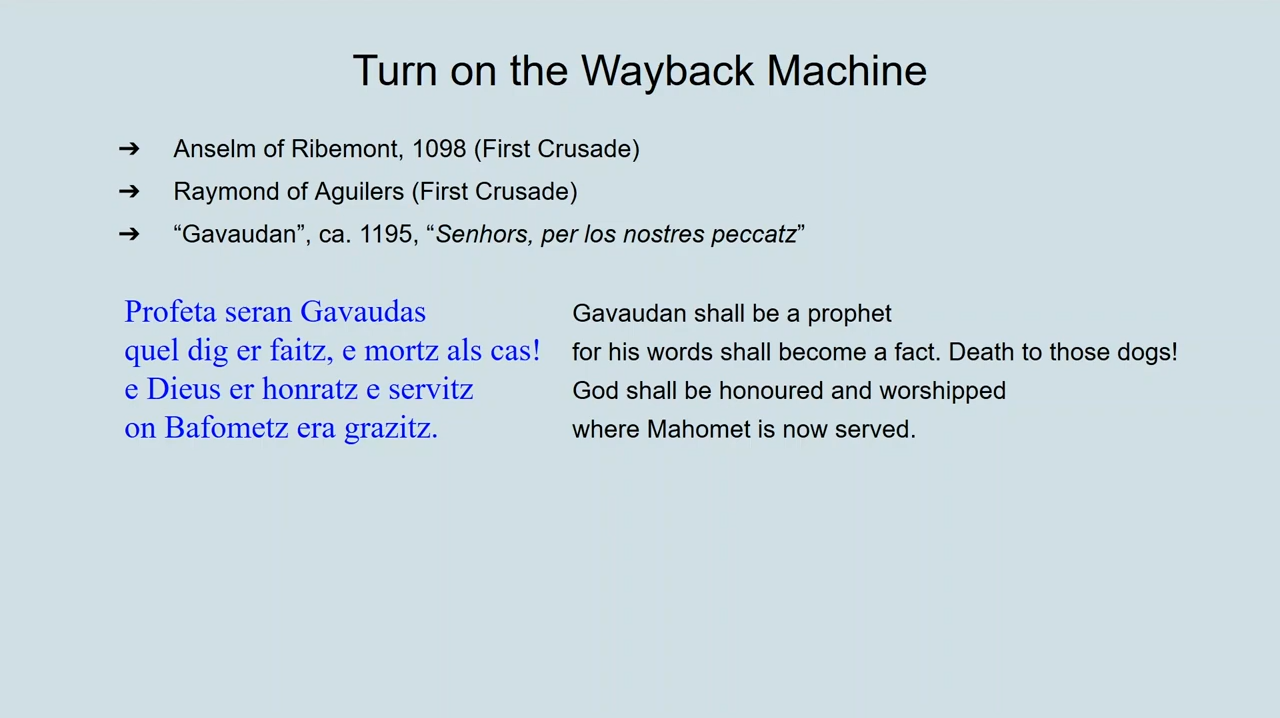 Turn on the Wayback Machine
➔ Anselm of Ribemont, 1098 (First Crusade)
➔ Raymond of Aguilers (First Crusade)
➔ “Gavaudan”, ca. 1195, “Senhors, per los nostres peccatz”
Profeta seran Gavaudas
quel dig er faitz, e mortz als cas!
e Dieus er honratz e servitz
on Bafometz era grazitz.
Gavaudan shall be a prophet
for his words shall become a fact. Death to those dogs!
God shall be honoured and worshipped
where Mahomet is now served.